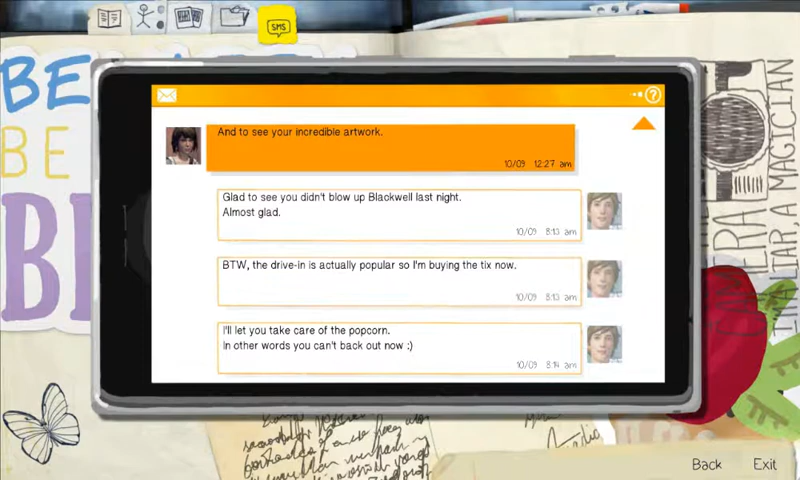 SMS
And to see your incredible artwork.
10/09 12:27 am
Glad to see you didn't blow up Blackwell last night.
Almost glad.
10/09 8:13 am
BTW, the drive-in is actually popular so I'm buying the tix now.
10/09 8:13 am
I'll let you take care of the popcorn.
In other words you can't back out now :)
10/09 8:14 am
BE
BE
B
ERA
I'M A LIAR, A MAGICIAN
Back
Exit